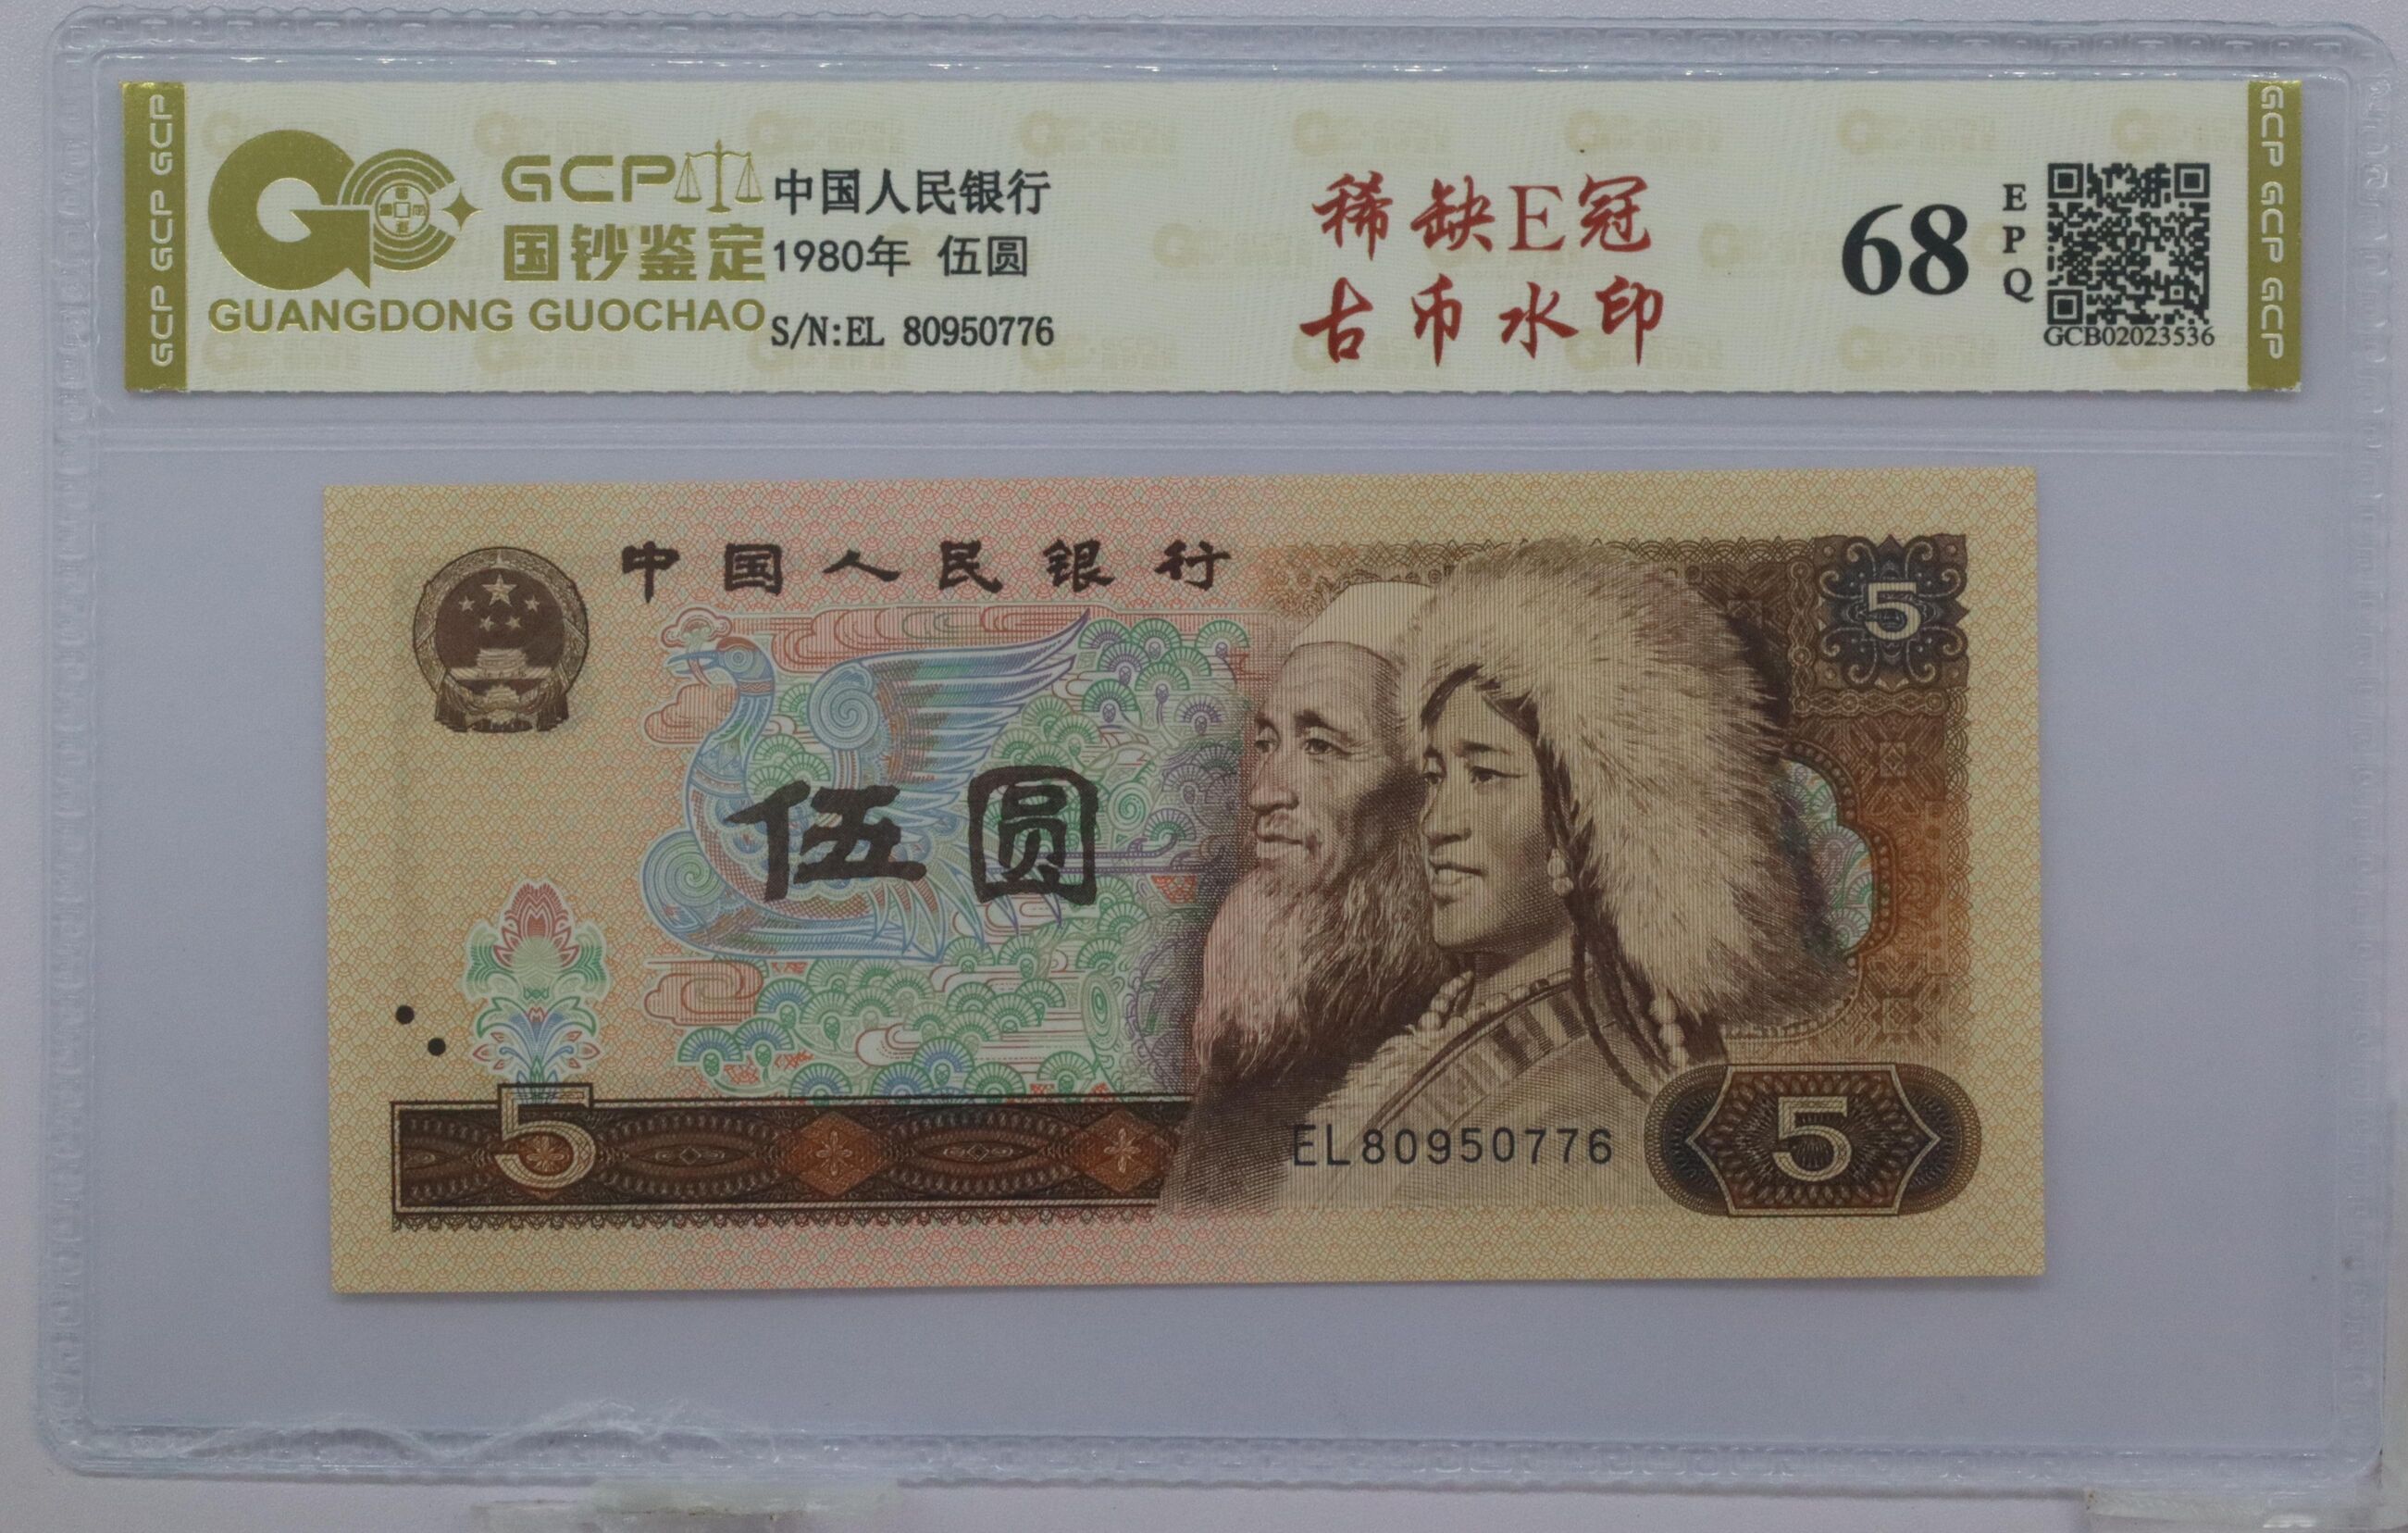 GCP GCP GCP
GCP
国钞鉴定
GUANGDONG GUOCHAO
中国人民银行
1980年 伍圆
S/N:EL 80950776
稀缺E冠
古币水印
68
EPQ
GCB02023536
GCP GCP GCP
中国人民银行
5
伍圆
5
EL80950776
5